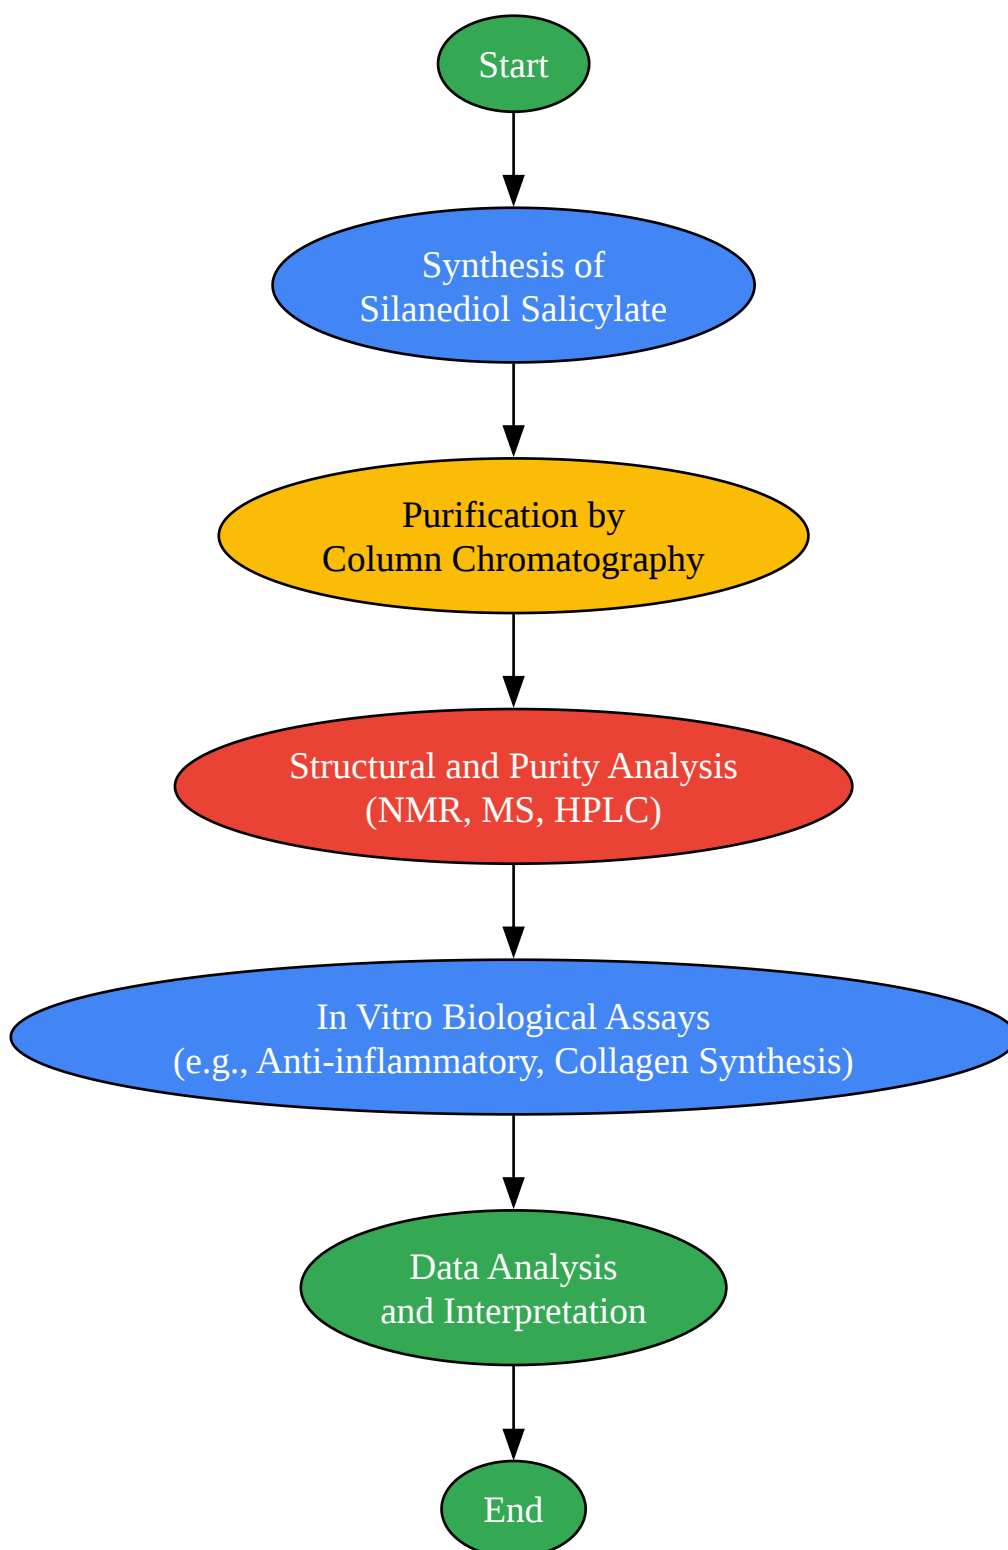 Start
Synthesis of
Silanediol Salicylate
Purification by
Column Chromatography
Structural and Purity Analysis
(NMR, MS, HPLC)
In Vitro Biological Assays
(e.g., Anti-inflammatory, Collagen Synthesis)
Data Analysis
and Interpretation
End